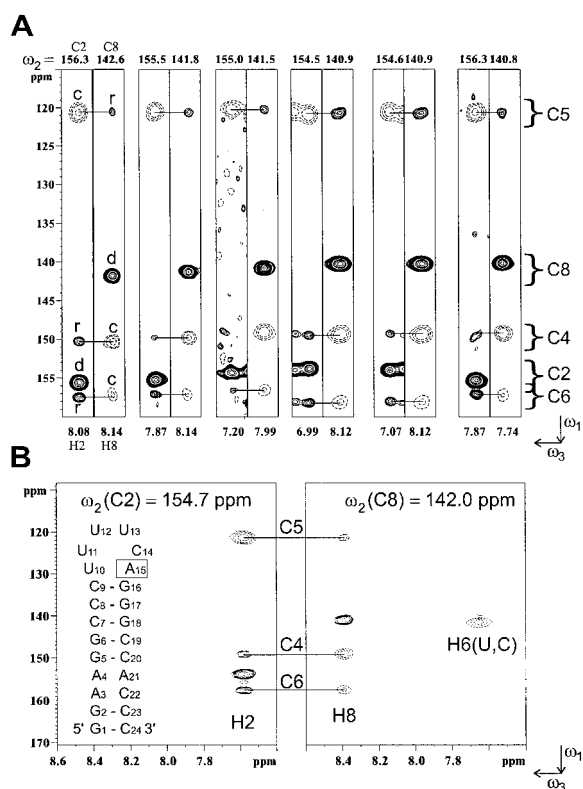 A
C2 C8
ω2 = 156.3 142.6 155.5 141.8 155.0 141.5 154.5 140.9 154.6 140.9 156.3 140.8
ppm
c r
120
C5
125
130
135
d
140
C8
145
r c
150
C4
d c
155
C2
r
C6
8.08 8.14 7.87 8.14 7.20 7.99 6.99 8.12 7.07 8.12 7.87 7.74
H2 H8
ω1
ω3
B
ppm
ω2(C2) = 154.7 ppm ω2(C8) = 142.0 ppm
120
U12 U13
C5
U11 C14
130
U10 A15
C9 - G16
C8 - G17
140
C7 - G18
H6(U,C)
G6 - C19
C4
150
G5 - C20
A4 A21
C6
A3 C22
160
G2 - C23
H2 H8
5' G1 - C24 3'
170
8.6 8.4 8.2 8.0 7.8 ppm 8.4 8.2 8.0 7.8 ppm
ω1
ω3